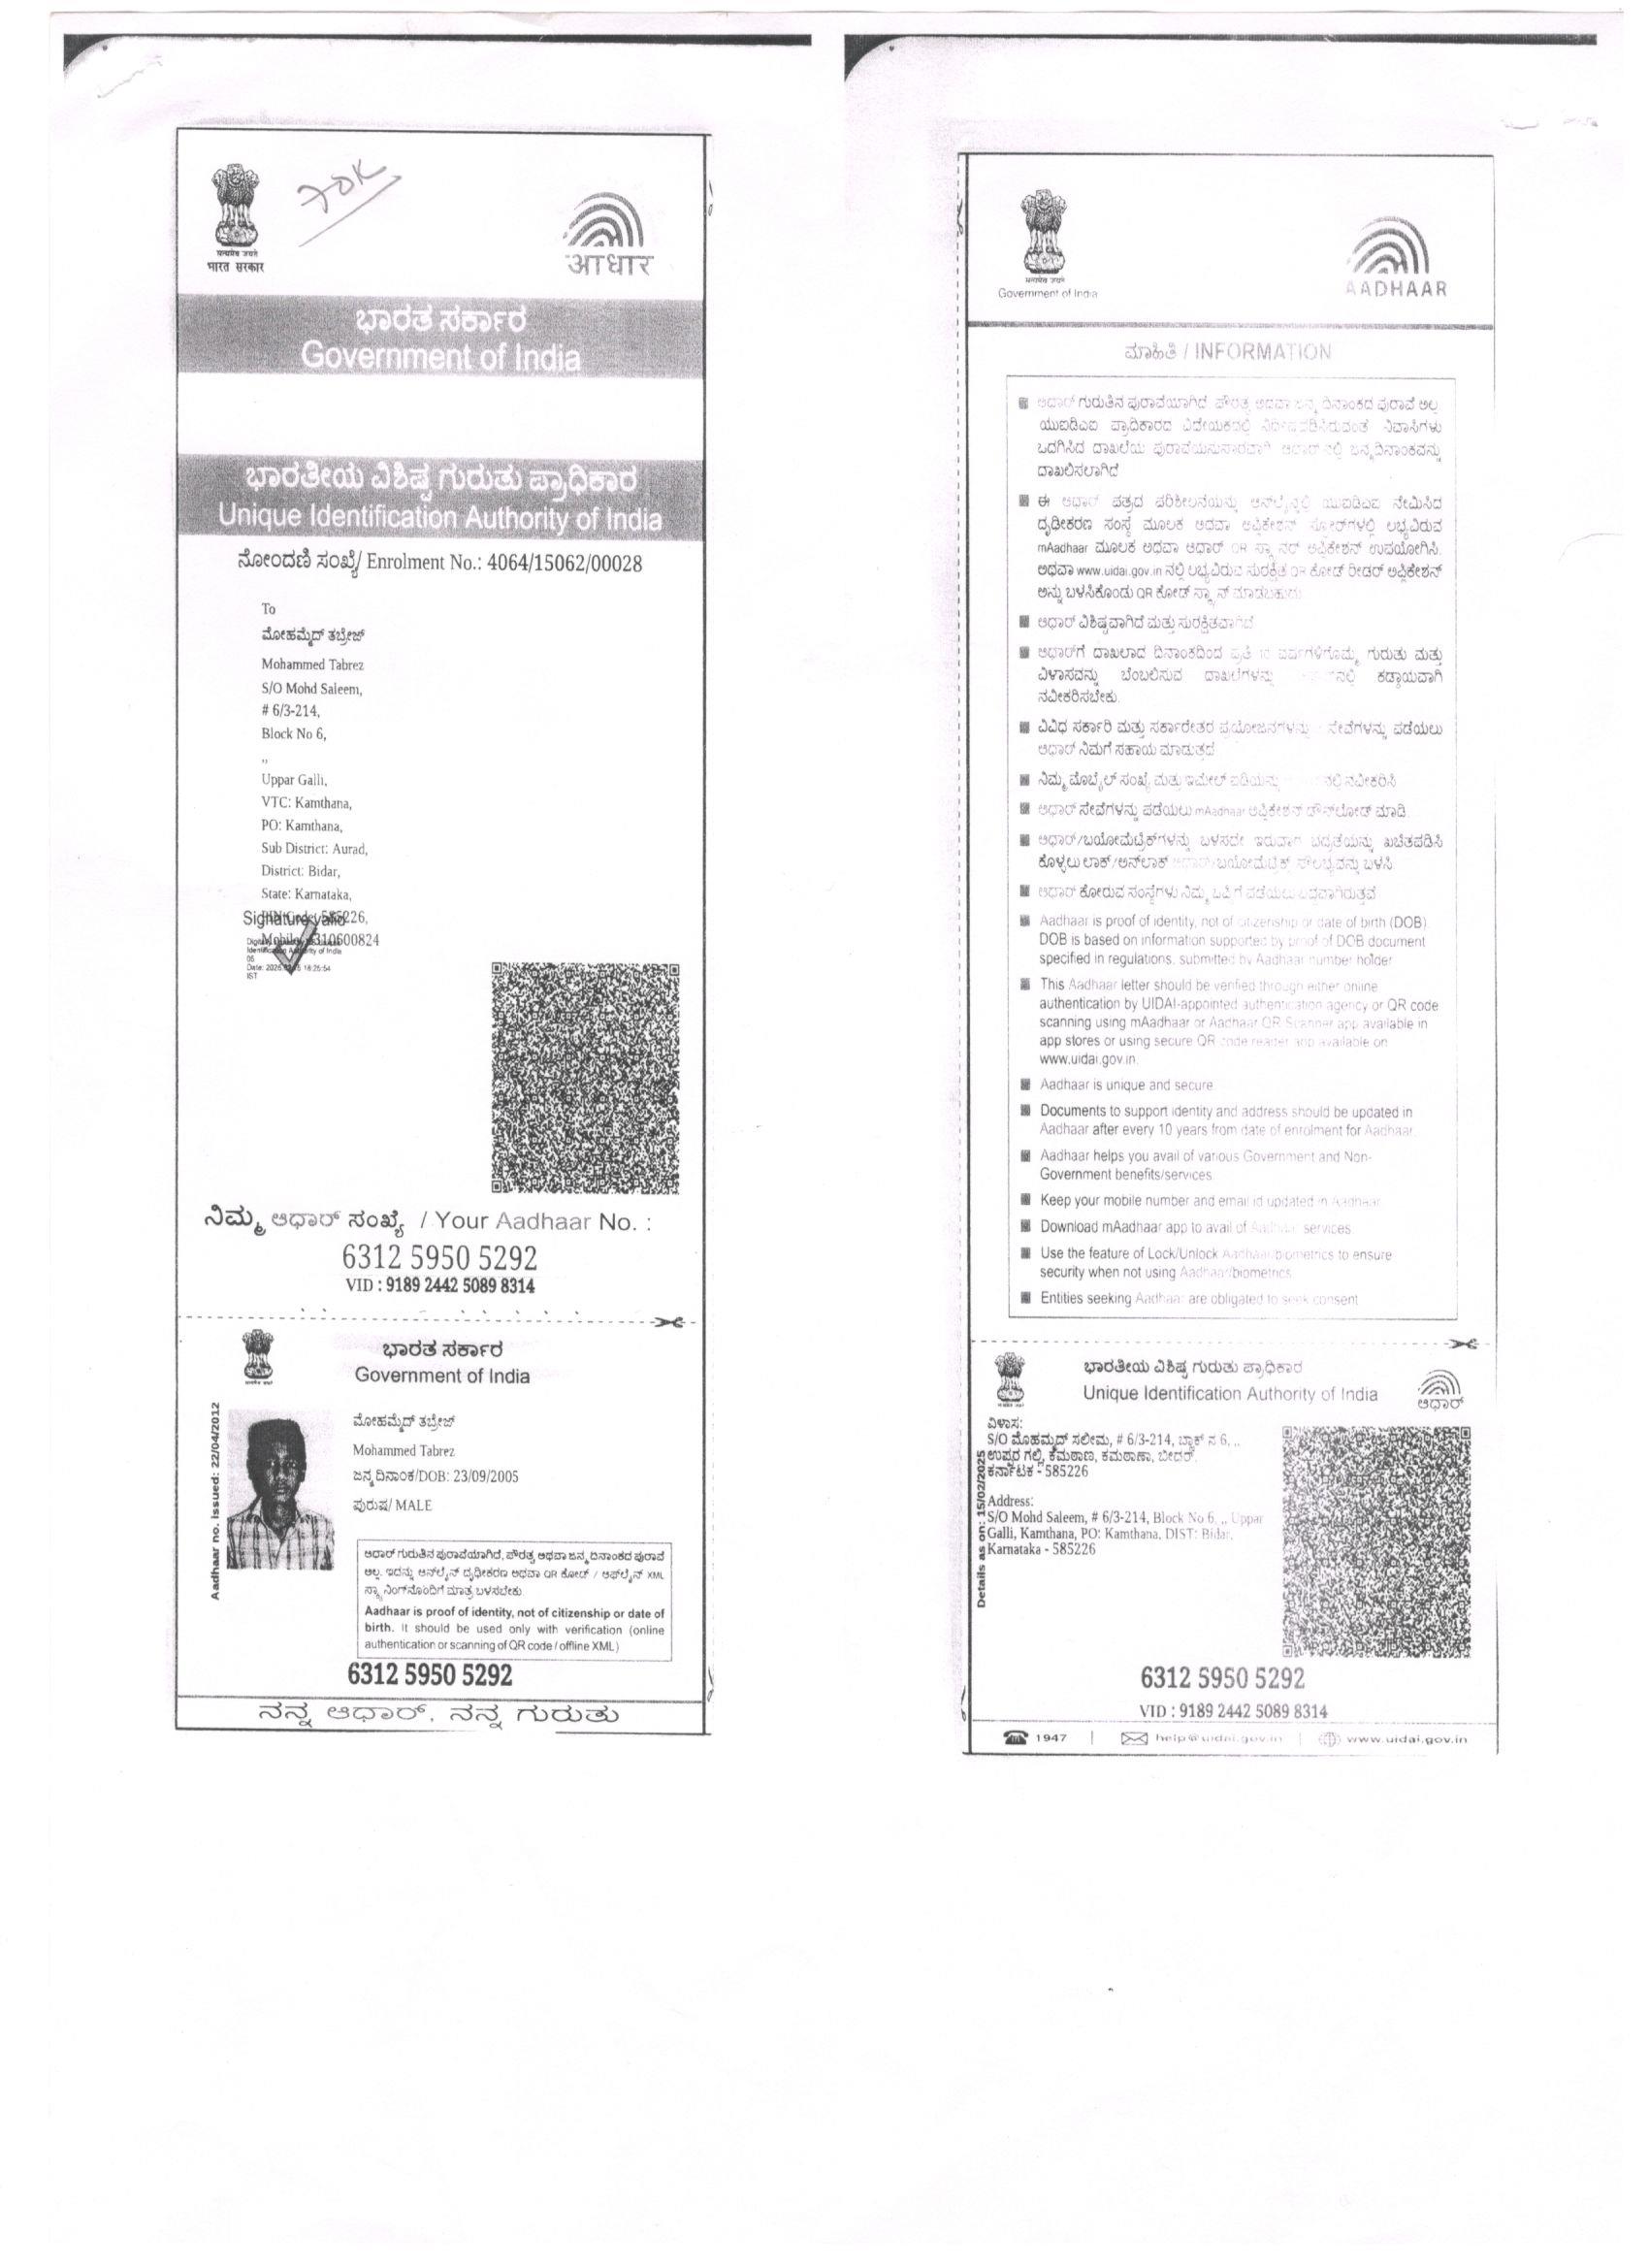 सत्यमेव जयते
भारत सरकार
आधार
ಭಾರತ ಸರ್ಕಾರ
Government of India
ಭಾರತೀಯ ವಿಶಿಷ್ಟ ಗುರುತು ಪ್ರಾಧಿಕಾರ
Unique Identification Authority of India
ನೋಂದಣಿ ಸಂಖ್ಯೆ/ Enrolment No.: 4064/15062/00028
To
ಮೋಹಮ್ಮೆದ್ ತಬ್ರೇಜ್
Mohammed Tabrez
S/O Mohd Saleem,
# 6/3-214,
Block No 6,
,,
Uppar Galli,
VTC: Kamthana,
PO: Kamthana,
Sub District: Aurad,
District: Bidar,
State: Karnataka,
Signature valid
Identification Authority of India
05
18:26:54
IST
ನಿಮ್ಮ ಆಧಾರ್ ಸಂಖ್ಯೆ / Your Aadhaar No. :
6312 5950 5292
VID : 9189 2442 5089 8314
ಭಾರತ ಸರ್ಕಾರ
Government of India
Aadhaar no. issued: 22/04/2012
ಮೋಹಮ್ಮೆದ್ ತಬ್ರೇಜ್
Mohammed Tabrez
ಜನ್ಮ ದಿನಾಂಕ/DOB: 23/09/2005
ಪುರುಷ/ MALE
ಆಧಾರ್ ಗುರುತಿನ ಪುರಾವೆಯಾಗಿದೆ, ಪೌರತ್ವ ಅಥವಾ ಜನ್ಮ ದಿನಾಂಕದ ಪುರಾವೆ
ಅಲ್ಲ. ಇದನ್ನು ಆನ್‌ಲೈನ್ ದೃಢೀಕರಣ ಅಥವಾ QR ಕೋಡ್ / ಆಫ್‌ಲೈನ್ XML
ಸ್ಕ್ಯಾನಿಂಗ್‌ನೊಂದಿಗೆ ಮಾತ್ರ ಬಳಸಬೇಕು.
Aadhaar is proof of identity, not of citizenship or date of
birth. It should be used only with verification (online
authentication or scanning of QR code / offline XML)
6312 5950 5292
ನನ್ನ ಆಧಾರ್, ನನ್ನ ಗುರುತು
सत्यमेव जयते
Government of India
AADHAAR
ಮಾಹಿತಿ / INFORMATION
ಆಧಾರ್ ಗುರುತಿನ ಪುರಾವೆಯಾಗಿದೆ, ಪೌರತ್ವ ಅಥವಾ ಜನ್ಮ ದಿನಾಂಕದ ಪುರಾವೆ ಅಲ್ಲ.
ಯುಐಡಿಎಐ ಪ್ರಾಧಿಕಾರದ ನಿವಾಸಿಗಳು
ಒದಗಿಸಿದ ದಾಖಲೆಯ ಪುರಾವೆಯನುಸಾರವಾಗಿ ಜನ್ಮದಿನಾಂಕವನ್ನು
ದಾಖಲಿಸಲಾಗಿದೆ
ಈ ಆಧಾರ್ ಪತ್ರದ ಪರಿಶೀಲನೆಯನ್ನು ಆನ್‌ಲೈನ್ನಲ್ಲಿ ಯುಐಡಿಎಐ ನೇಮಿಸಿದ
ದೃಢೀಕರಣ ಸಂಸ್ಥೆ ಮೂಲಕ ಅಥವಾ ಅಪ್ಲಿಕೇಶನ್ ಸ್ಟೋರ್‌ಗಳಲ್ಲಿ ಲಭ್ಯವಿರುವ
mAadhaar ಮೂಲಕ ಅಥವಾ ಆಧಾರ್ QR ಸ್ಕ್ಯಾನರ್ ಅಪ್ಲಿಕೇಶನ್ ಉಪಯೋಗಿಸಿ.
ಅಥವಾ www.uidai.gov.in ನಲ್ಲಿ ಲಭ್ಯವಿರುವ ಸುರಕ್ಷಿತ QR ಕೋಡ್ ರೀಡರ್ ಅಪ್ಲಿಕೇಶನ್
ಅನ್ನು ಬಳಸಿಕೊಂಡು QR ಕೋಡ್ ಸ್ಕ್ಯಾನ್ ಮಾಡಬಹುದು
ಆಧಾರ್ ವಿಶಿಷ್ಟವಾಗಿದೆ ಮತ್ತು ಸುರಕ್ಷಿತವಾಗಿದೆ
ಆಧಾರ್‌ಗೆ ದಾಖಲಾದ ದಿನಾಂಕದಿಂದ ಪ್ರತಿ 10 ವರ್ಷಗಳಿಗೊಮ್ಮೆ ಗುರುತು ಮತ್ತು
ವಿಳಾಸವನ್ನು ಬೆಂಬಲಿಸುವ ದಾಖಲೆಗಳನ್ನು ಕಡ್ಡಾಯವಾಗಿ
ನವೀಕರಿಸಬೇಕು.
ವಿವಿಧ ಸರ್ಕಾರಿ ಮತ್ತು ಸರ್ಕಾರೇತರ ಪ್ರಯೋಜನಗಳನ್ನು ಸೇವೆಗಳನ್ನು ಪಡೆಯಲು
ಆಧಾರ್ ನಿಮಗೆ ಸಹಾಯ ಮಾಡುತ್ತದೆ
ನಿಮ್ಮ ಮೊಬೈಲ್ ಸಂಖ್ಯೆ ಮತ್ತು ಇಮೇಲ್ ಐಡಿಯನ್ನು ನವೀಕರಿಸಿ
ಆಧಾರ್ ಸೇವೆಗಳನ್ನು ಪಡೆಯಲು mAadhaar ಅಪ್ಲಿಕೇಶನ್ ಡೌನ್‌ಲೋಡ್ ಮಾಡಿ.
ಆಧಾರ್/ಬಯೋಮೆಟ್ರಿಕ್‌ಗಳನ್ನು ಬಳಸದೇ ಇರುವಾಗ ಭದ್ರತೆಯನ್ನು ಖಚಿತಪಡಿಸಿ
ಕೊಳ್ಳಲು ಲಾಕ್/ಅನ್‌ಲಾಕ್ ಆಧಾರ್/ಬಯೋಮೆಟ್ರಿಕ್ಸ್ ಸೌಲಭ್ಯವನ್ನು ಬಳಸಿ
ಆಧಾರ್ ಕೋರುವ ಸಂಸ್ಥೆಗಳು ನಿಮ್ಮ ಒಪ್ಪಿಗೆ ಪಡೆಯಲು ಬದ್ಧವಾಗಿರುತ್ತವೆ
Aadhaar is proof of identity, not of citizenship or date of birth (DOB).
DOB is based on information supported by proof of DOB document
specified in regulations, submitted by Aadhaar number holder.
This Aadhaar letter should be verified through either online
authentication by UIDAI-appointed authentication agency or QR code
scanning using mAadhaar or Aadhaar QR Scanner app available in
app stores or using secure QR code reader app available on
www.uidai.gov.in.
Aadhaar is unique and secure.
Documents to support identity and address should be updated in
Aadhaar after every 10 years from date of enrolment for Aadhaar.
Aadhaar helps you avail of various Government and Non-
Government benefits/services.
Keep your mobile number and email id updated in Aadhaar.
Download mAadhaar app to avail of Aadhaar services.
Use the feature of Lock/Unlock Aadhaar/biometrics to ensure
security when not using Aadhaar/biometrics.
Entities seeking Aadhaar are obligated to seek consent.
ಭಾರತೀಯ ವಿಶಿಷ್ಟ ಗುರುತು ಪ್ರಾಧಿಕಾರ
Unique Identification Authority of India
ಆಧಾರ್
Details as on: 15/02/2025
ವಿಳಾಸ:
S/O ಮೊಹಮ್ಮದ್ ಸಲೀಮ, # 6/3-214, ಬ್ಲಾಕ್ ನ 6, ,,
ಉಪ್ಪರ ಗಲ್ಲಿ, ಕಮಠಾಣ, ಕಮಠಾಣಾ, ಬೀದರ್,
ಕರ್ನಾಟಕ - 585226
Address:
S/O Mohd Saleem, # 6/3-214, Block No 6, ,, Uppar
Galli, Kamthana, PO: Kamthana, DIST: Bidar,
Karnataka - 585226
6312 5950 5292
VID : 9189 2442 5089 8314
1947 | help@uidai.gov.in | www.uidai.gov.in